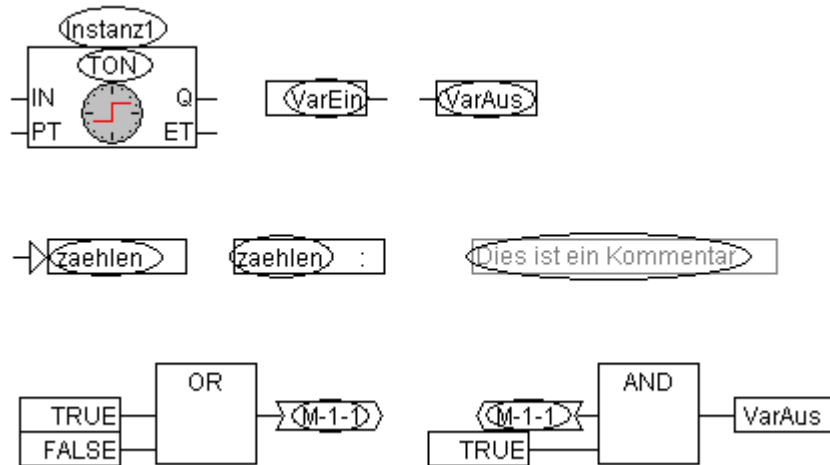 Instanz1
TON
IN Q
PT ET
VarEin VarAus
zaehlen zaehlen : Dies ist ein Kommentar
OR AND
TRUE M-1-1 M-1-1 VarAus
FALSE TRUE